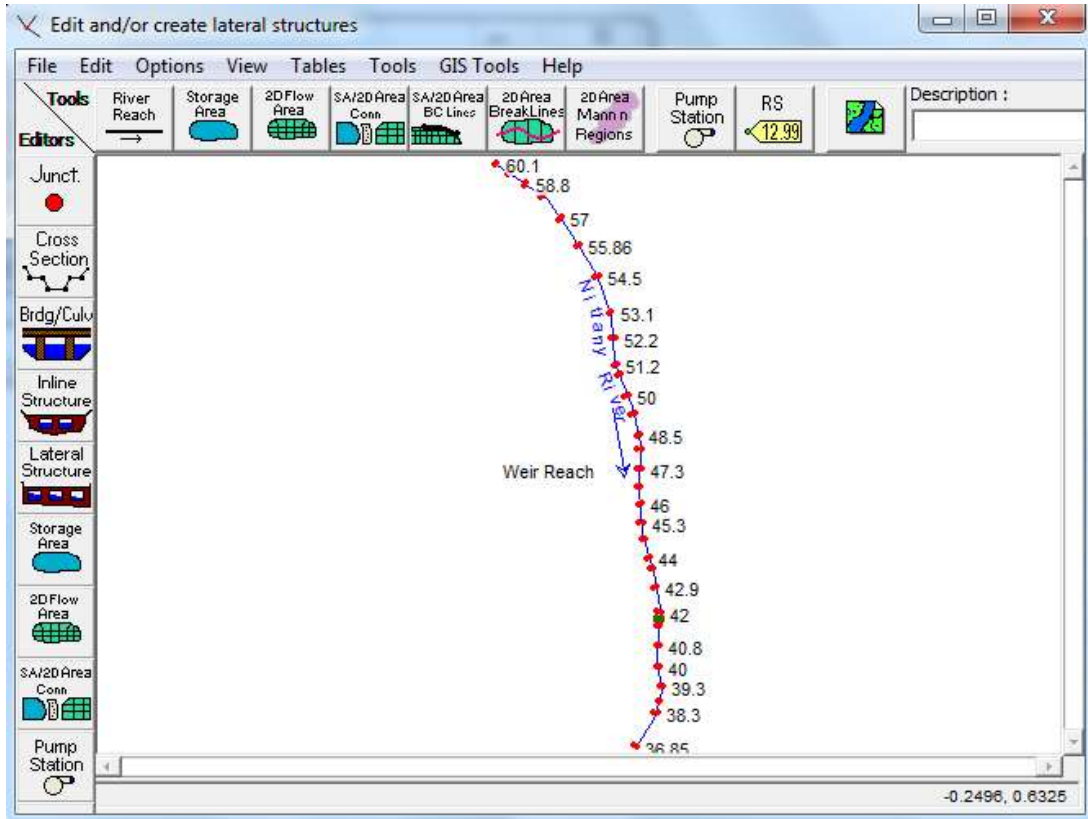 Edit and/or create lateral structures
File Edit Options View Tables Tools GIS Tools Help
Tools
Editors
River
Reach
Storage
Area
2D Flow
Area
SA/2D Area
Conn
SA/2D Area
BC Lines
2D Area
BreakLines
2D Area
Mann n
Regions
Pump
Station
RS
12.99
Description :
Junct.
Cross
Section
Brdg/Culv
Inline
Structure
Lateral
Structure
Storage
Area
2D Flow
Area
SA/2D Area
Conn
Pump
Station
60.1
58.8
57
55.86
54.5
53.1
52.2
51.2
50
48.5
47.3
46
45.3
44
42.9
42
40.8
40
39.3
38.3
36.85
Nittany River
Weir Reach
-0.2496, 0.6325